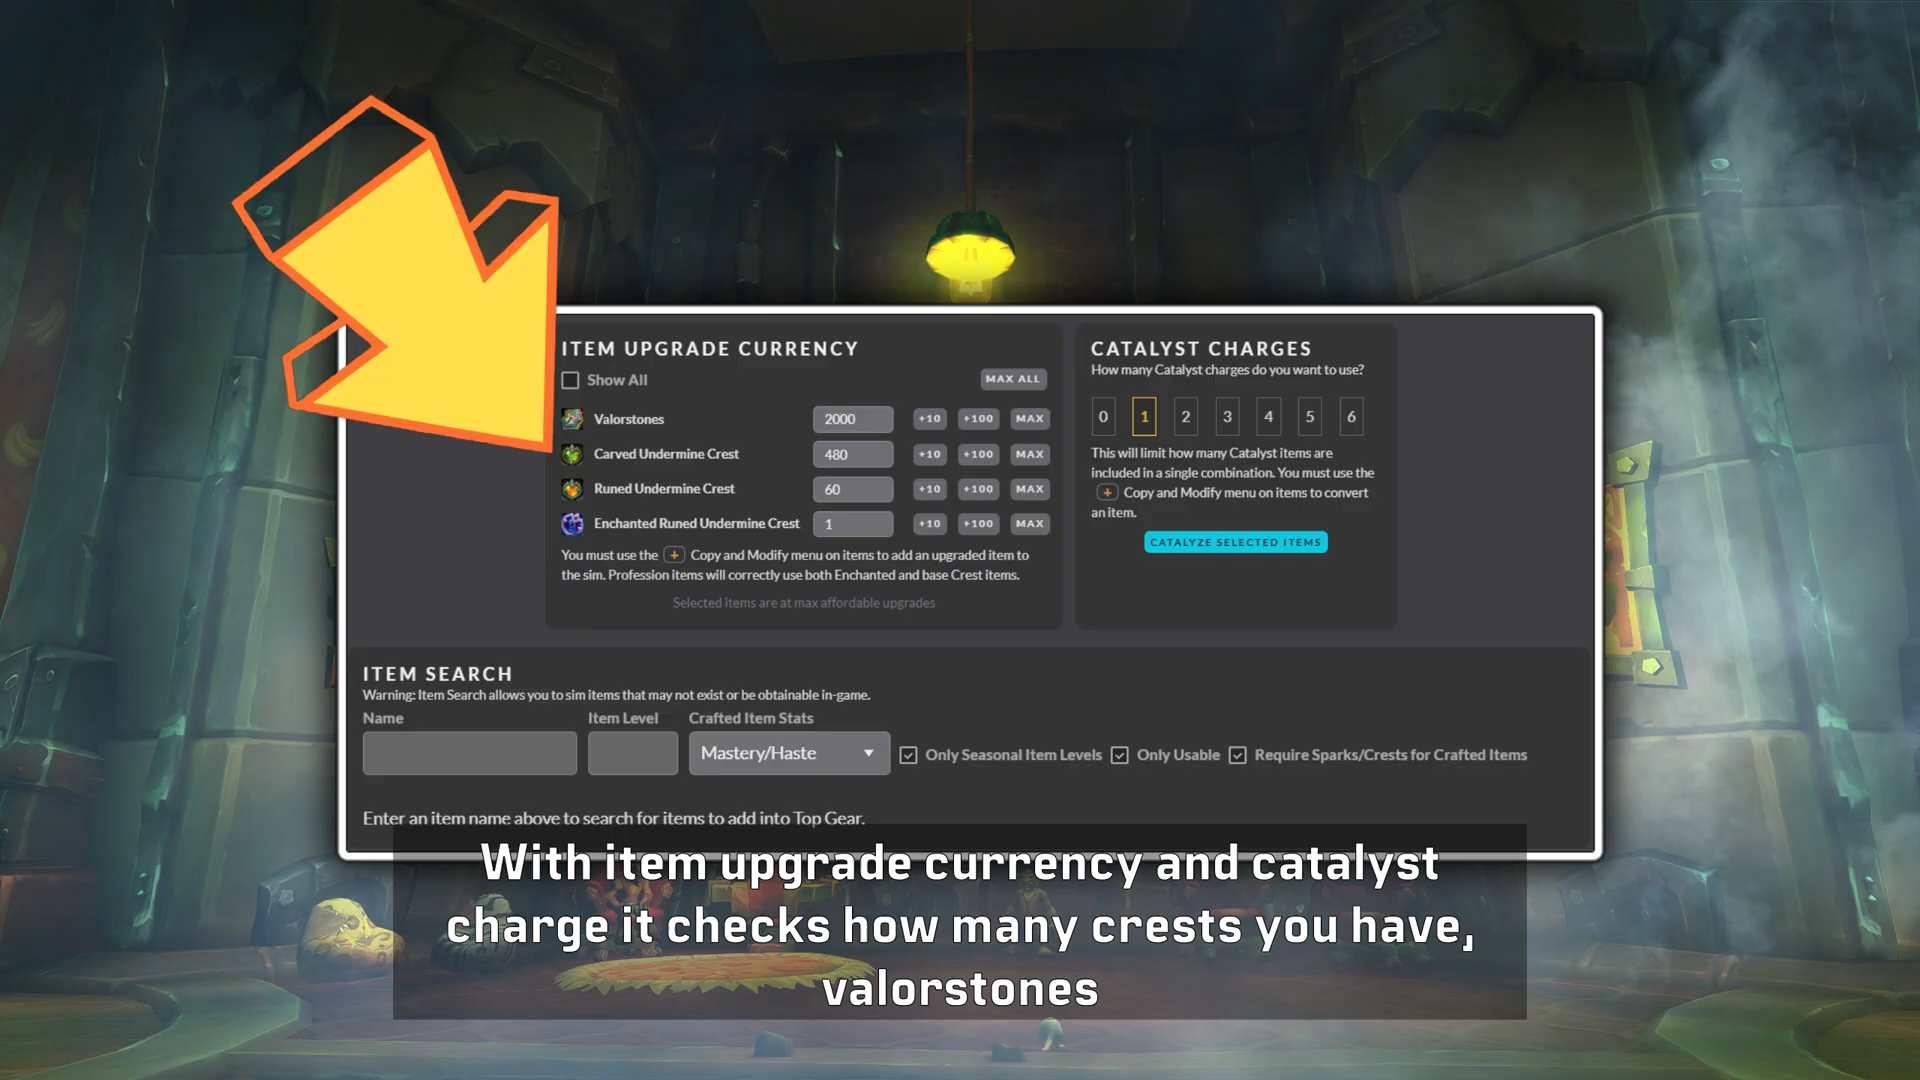 ITEM UPGRADE CURRENCY
Show All
MAX ALL
Valorstones 2000 +10 +100 MAX
Carved Undermine Crest 480 +10 +100 MAX
Runed Undermine Crest 60 +10 +100 MAX
Enchanted Runed Undermine Crest 1 +10 +100 MAX
You must use the + Copy and Modify menu on items to add an upgraded item to
the sim. Profession items will correctly use both Enchanted and base Crest items.
Selected items are at max affordable upgrades
CATALYST CHARGES
How many Catalyst charges do you want to use?
0 1 2 3 4 5 6
This will limit how many Catalyst items are
included in a single combination. You must use the
+ Copy and Modify menu on items to convert
an item.
CATALYZE SELECTED ITEMS
ITEM SEARCH
Warning: Item Search allows you to sim items that may not exist or be obtainable in-game.
Name Item Level Crafted Item Stats
Mastery/Haste Only Seasonal Item Levels Only Usable Require Sparks/Crests for Crafted Items
Enter an item name above to search for items to add into Top Gear.
With item upgrade currency and catalyst
charge it checks how many crests you have,
valorstones